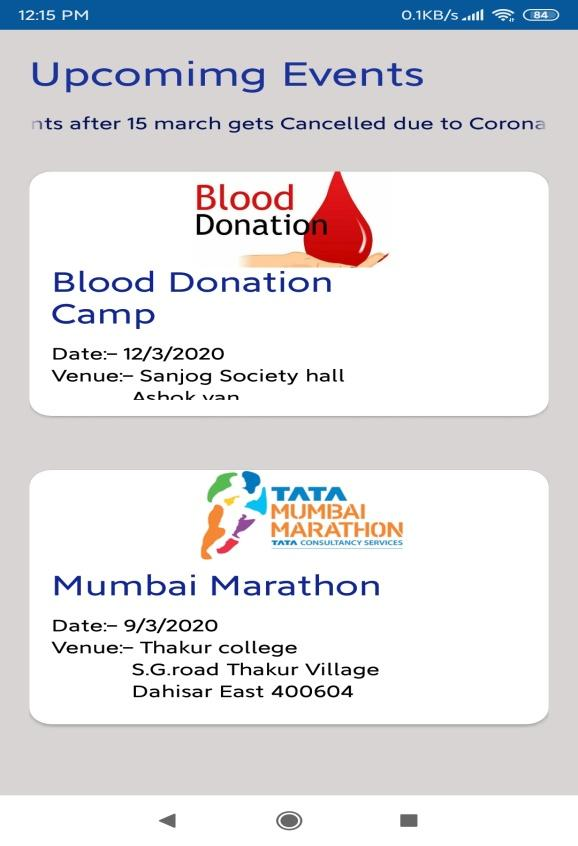 12:15 PM
0.1KB/s
84
Upcomimg Events
nts after 15 march gets Cancelled due to Corona
Blood
Donation
Blood Donation
Camp
Date:– 12/3/2020
Venue:– Sanjog Society hall
Ashok van
TATA
MUMBAI
MARATHON
TATA CONSULTANCY SERVICES
Mumbai Marathon
Date:– 9/3/2020
Venue:– Thakur college
S.G.road Thakur Village
Dahisar East 400604